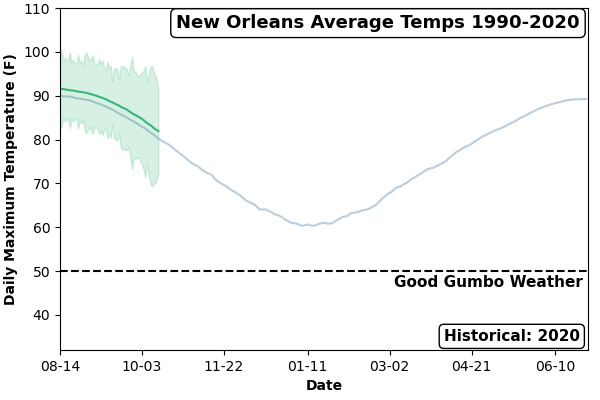 New Orleans Average Temps 1990-2020
Daily Maximum Temperature (F)
110
100
90
80
70
60
50
40
Good Gumbo Weather
Historical: 2020
08-14 10-03 11-22 01-11 03-02 04-21 06-10
Date